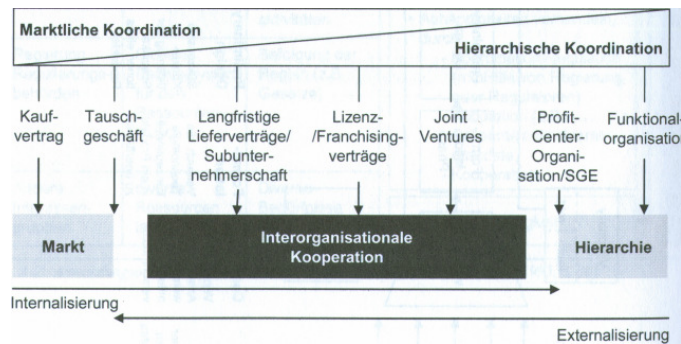 Marktliche Koordination
Hierarchische Koordination
Kauf-
vertrag
Tausch-
geschäft
Langfristige
Lieferverträge/
Subunter-
nehmerschaft
Lizenz-
/Franchising-
verträge
Joint
Ventures
Profit-
Center-
Organi-
sation/SGE
Funktional-
organisation
Markt
Interorganisationale
Kooperation
Hierarchie
Internalisierung
Externalisierung